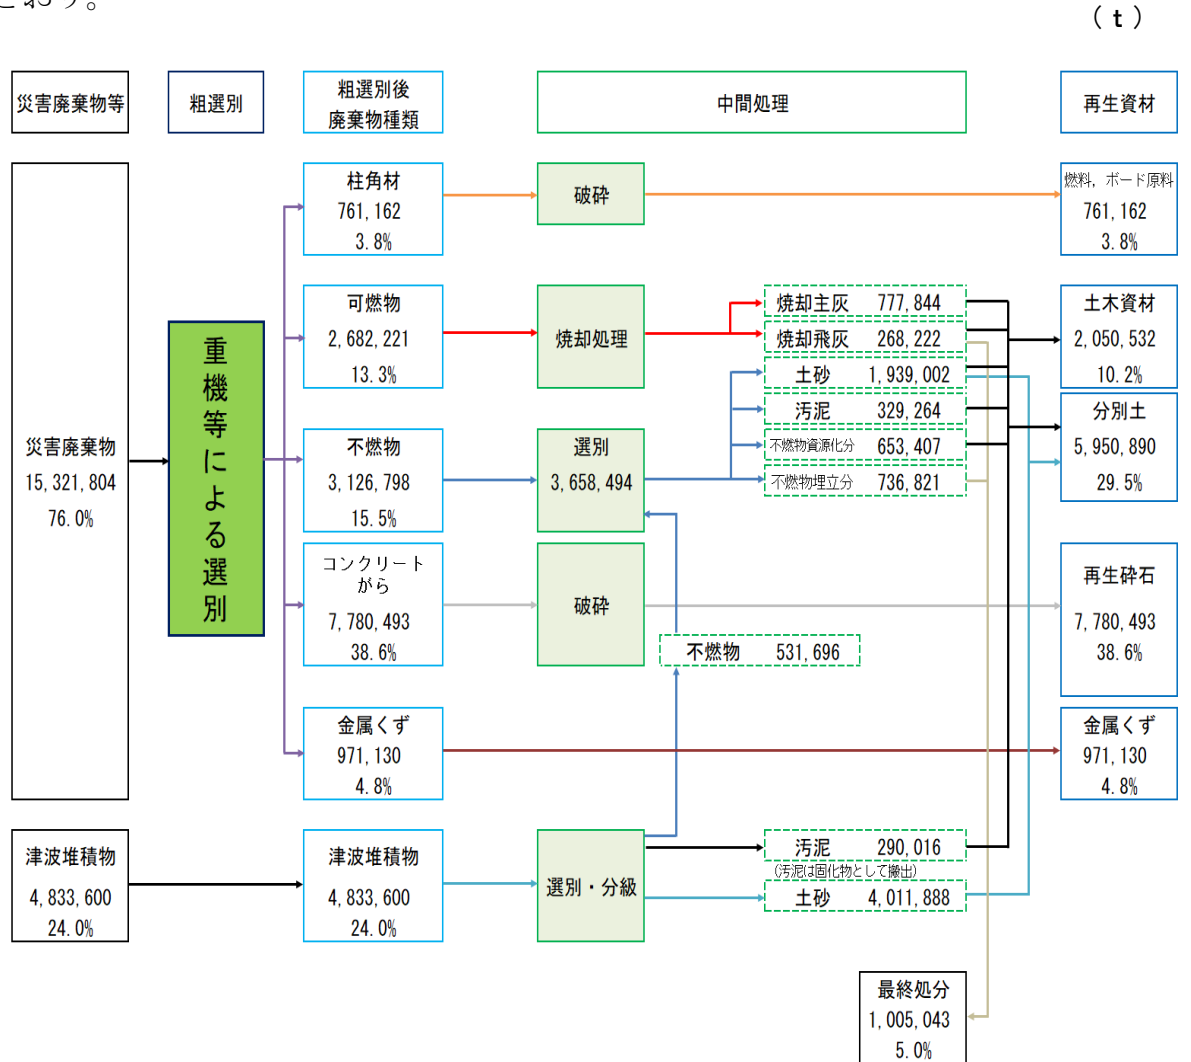 とおり。
(t)
災害廃棄物等
粗選別
粗選別後
廃棄物種類
中間処理
再生資材
災害廃棄物
15,321,804
76.0%
重機等による選別
柱角材
761,162
3.8%
破砕
燃料，ボード原料
761,162
3.8%
可燃物
2,682,221
13.3%
焼却処理
焼却主灰 777,844
焼却飛灰 268,222
土砂 1,939,002
汚泥 329,264
不燃物資源化分 653,407
不燃物埋立分 736,821
土木資材
2,050,532
10.2%
分別土
5,950,890
29.5%
不燃物
3,126,798
15.5%
選別
3,658,494
コンクリート
がら
7,780,493
38.6%
破砕
不燃物 531,696
再生砕石
7,780,493
38.6%
金属くず
971,130
4.8%
金属くず
971,130
4.8%
津波堆積物
4,833,600
24.0%
津波堆積物
4,833,600
24.0%
選別・分級
汚泥 290,016
(汚泥は固化物として搬出)
土砂 4,011,888
最終処分
1,005,043
5.0%